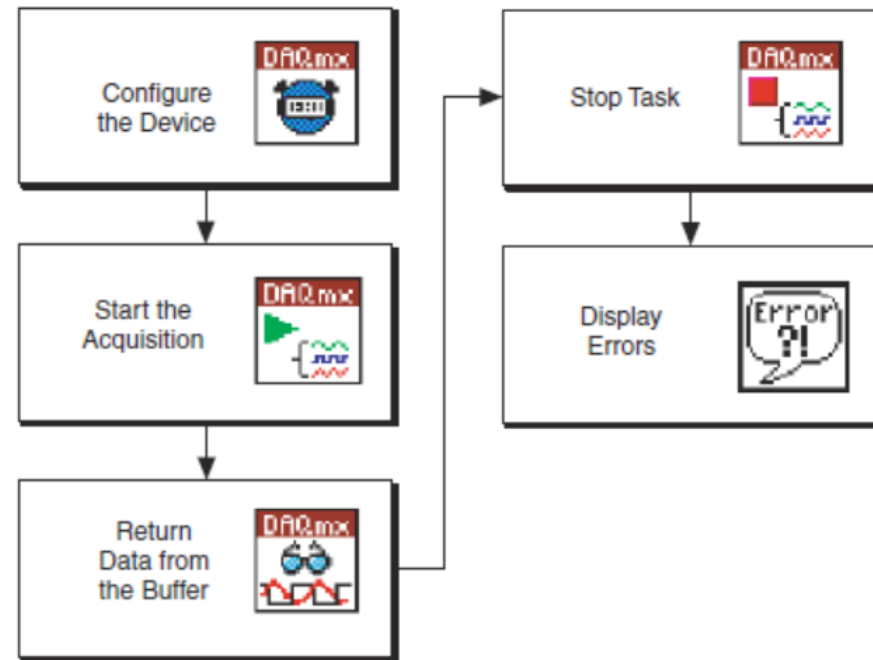 Configure
the Device
DAQmx
Start the
Acquisition
DAQmx
Return
Data from
the Buffer
DAQmx
Stop Task
DAQmx
Display
Errors
Error
?!